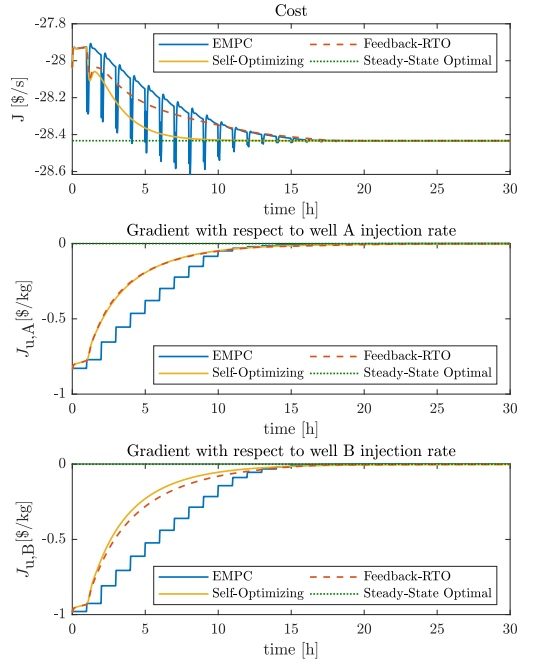 Cost
-27.8
-28
-28.2
-28.4
-28.6
J [$/s]
EMPC
Self-Optimizing
Feedback-RTO
Steady-State Optimal
0 5 10 15 20 25 30
time [h]
Gradient with respect to well A injection rate
0
-0.5
-1
J_u,A [$/kg]
EMPC
Self-Optimizing
Feedback-RTO
Steady-State Optimal
0 5 10 15 20 25 30
time [h]
Gradient with respect to well B injection rate
0
-0.5
-1
J_u,B [$/kg]
EMPC
Self-Optimizing
Feedback-RTO
Steady-State Optimal
0 5 10 15 20 25 30
time [h]